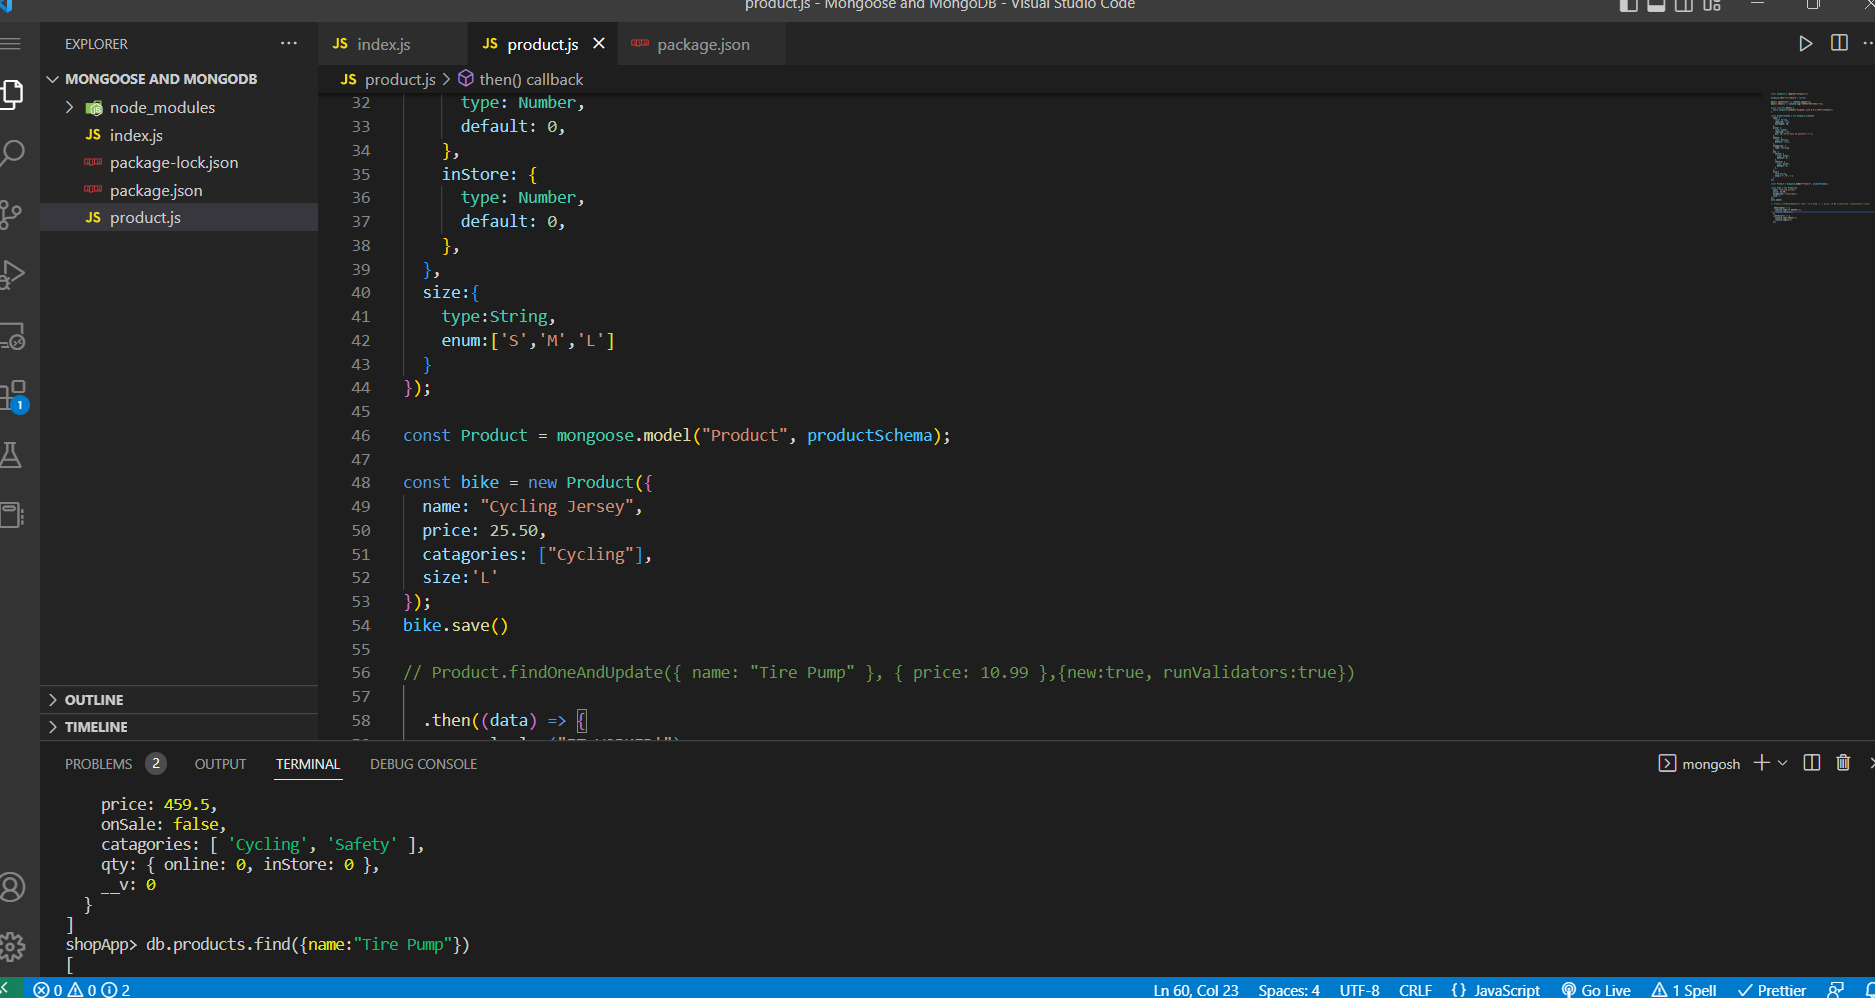 product.js - Mongoose and MongoDB - Visual Studio Code
EXPLORER
MONGOOSE AND MONGODB
node_modules
JS index.js
package-lock.json
package.json
JS product.js
OUTLINE
TIMELINE
1
JS index.js
JS product.js
package.json
JS product.js > then() callback
32 type: Number,
33 default: 0,
34 },
35 inStore: {
36 type: Number,
37 default: 0,
38 },
39 },
40 size:{
41 type:String,
42 enum:['S','M','L']
43 }
44 });
45
46 const Product = mongoose.model("Product", productSchema);
47
48 const bike = new Product({
49 name: "Cycling Jersey",
50 price: 25.50,
51 catagories: ["Cycling"],
52 size:'L'
53 });
54 bike.save()
55
56 // Product.findOneAndUpdate({ name: "Tire Pump" }, { price: 10.99 },{new:true, runValidators:true})
57
58 .then((data) => {
PROBLEMS 2 OUTPUT TERMINAL DEBUG CONSOLE
mongosh
price: 459.5,
onSale: false,
catagories: [ 'Cycling', 'Safety' ],
qty: { online: 0, inStore: 0 },
__v: 0
}
]
shopApp> db.products.find({name:"Tire Pump"})
[
0 0 2
Ln 60, Col 23 Spaces: 4 UTF-8 CRLF {} JavaScript Go Live 1 Spell Prettier